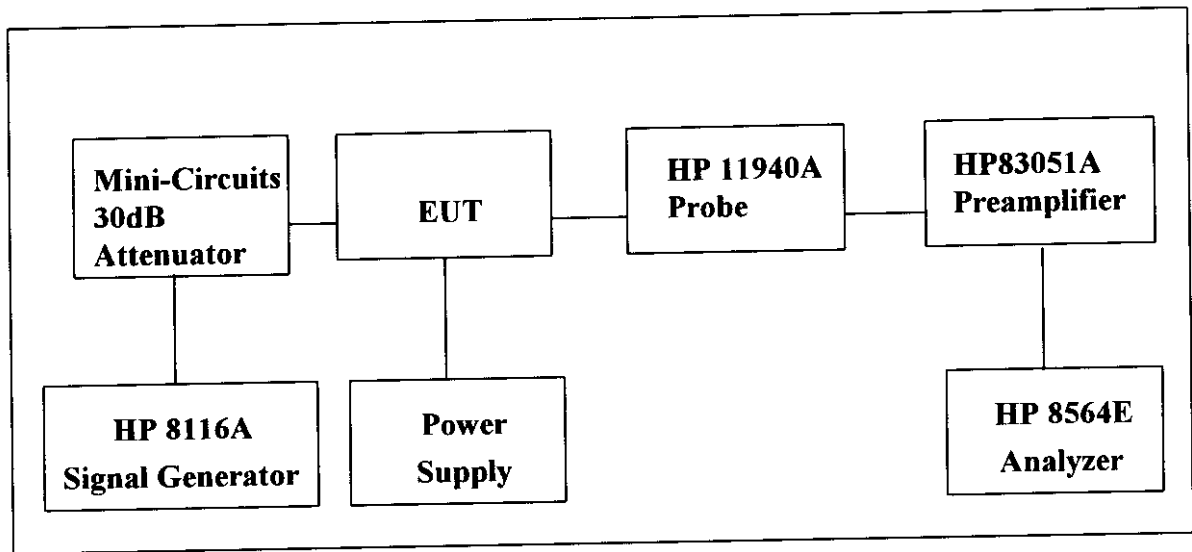 Mini-Circuits
30dB
Attenuator
EUT
HP 11940A
Probe
HP83051A
Preamplifier
HP 8116A
Signal Generator
Power
Supply
HP 8564E
Analyzer